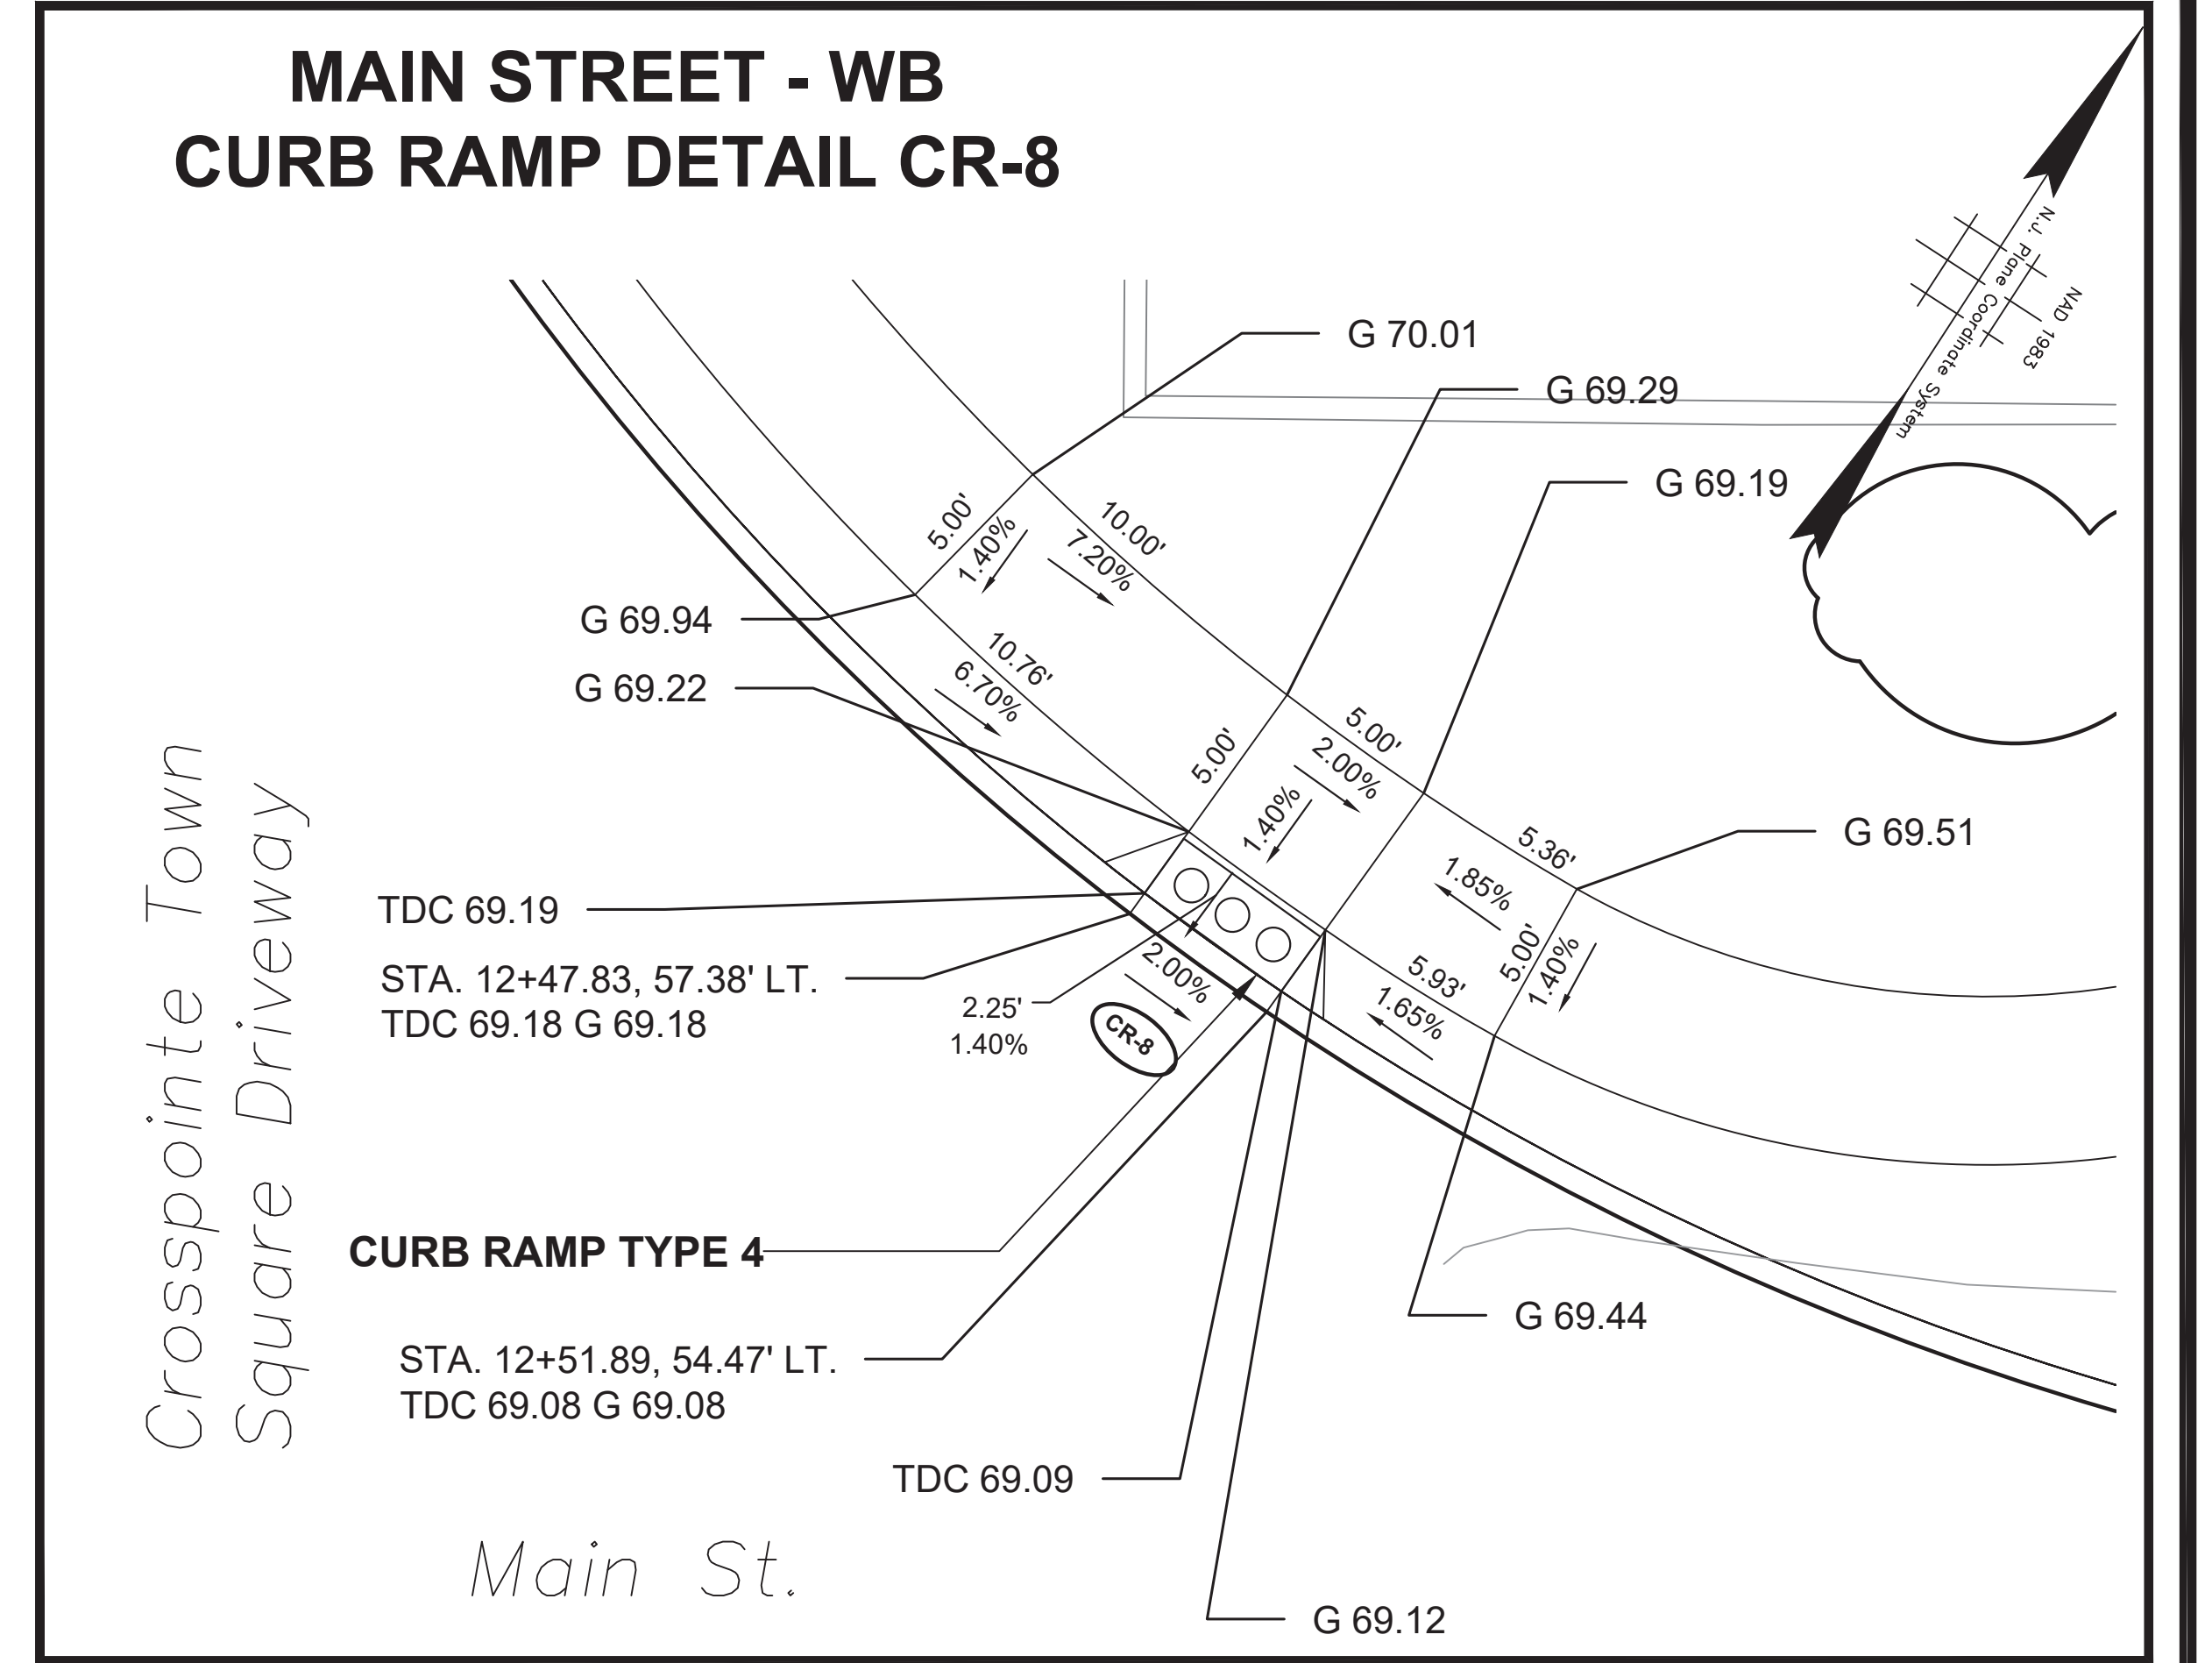 MAIN STREET - WB
CURB RAMP DETAIL CR-8
N.J. Plane Coordinate System
NAD 1983
G 70.01
G 69.29
G 69.19
5.00'
1.40%
10.00'
7.20%
G 69.94
10.76'
6.70%
G 69.22
5.00'
5.00'
2.00%
1.40%
G 69.51
5.36'
1.85%
5.00'
1.40%
5.93'
1.65%
TDC 69.19
STA. 12+47.83, 57.38' LT.
TDC 69.18 G 69.18
2.00%
2.25'
1.40%
CR-8
Crosspointe Town
Square Driveway
CURB RAMP TYPE 4
G 69.44
STA. 12+51.89, 54.47' LT.
TDC 69.08 G 69.08
TDC 69.09
Main St.
G 69.12